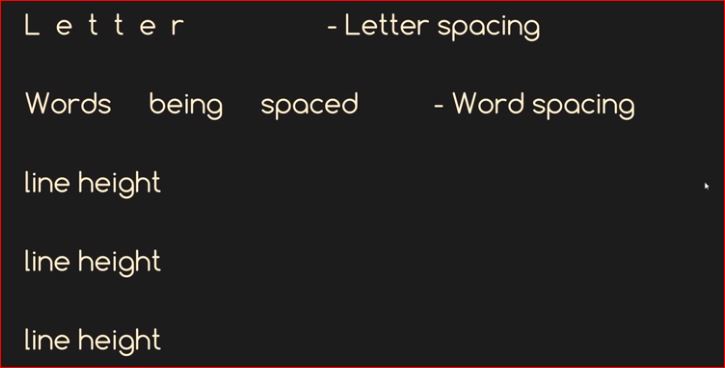 L e t t e r - Letter spacing
Words being spaced - Word spacing
line height
line height
line height